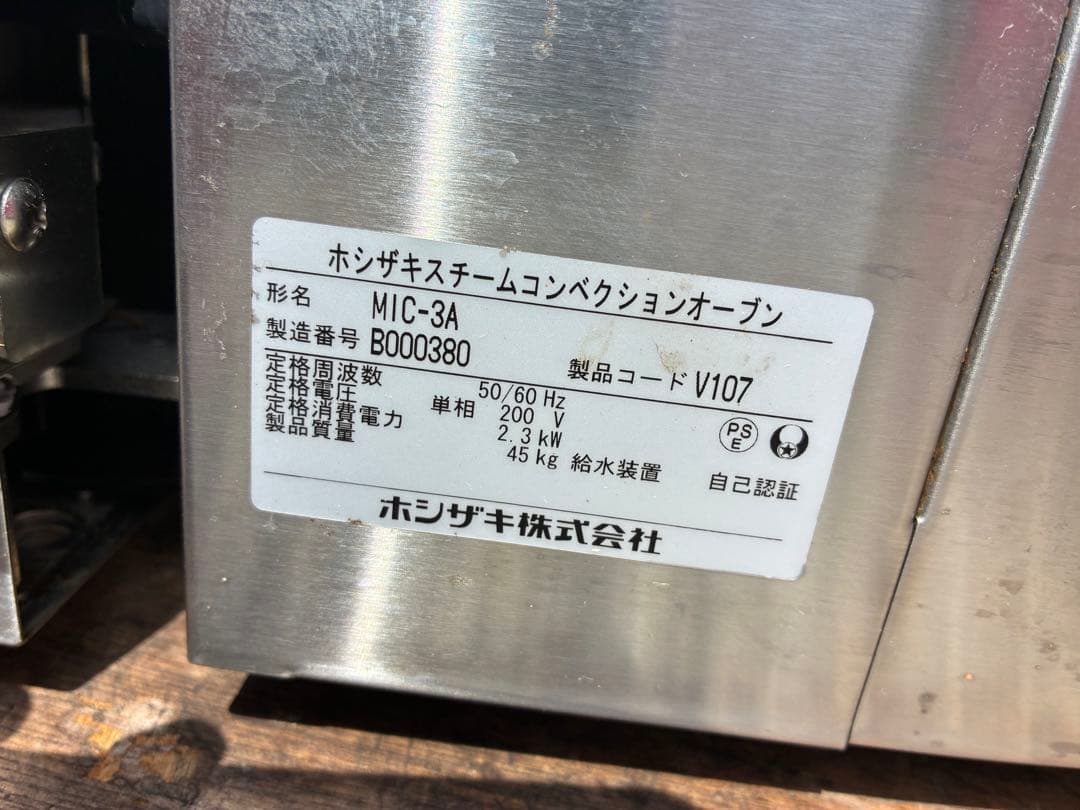 ホシザキスチームコンベクションオーブン
形名 MIC-3A
製造番号 B000380 製品コード V107
定格周波数 50/60 Hz
定格電圧 単相 200 V
定格消費電力 2.3 kW
製品質量 45 kg 給水装置
PS
E
自己認証
ホシザキ株式会社